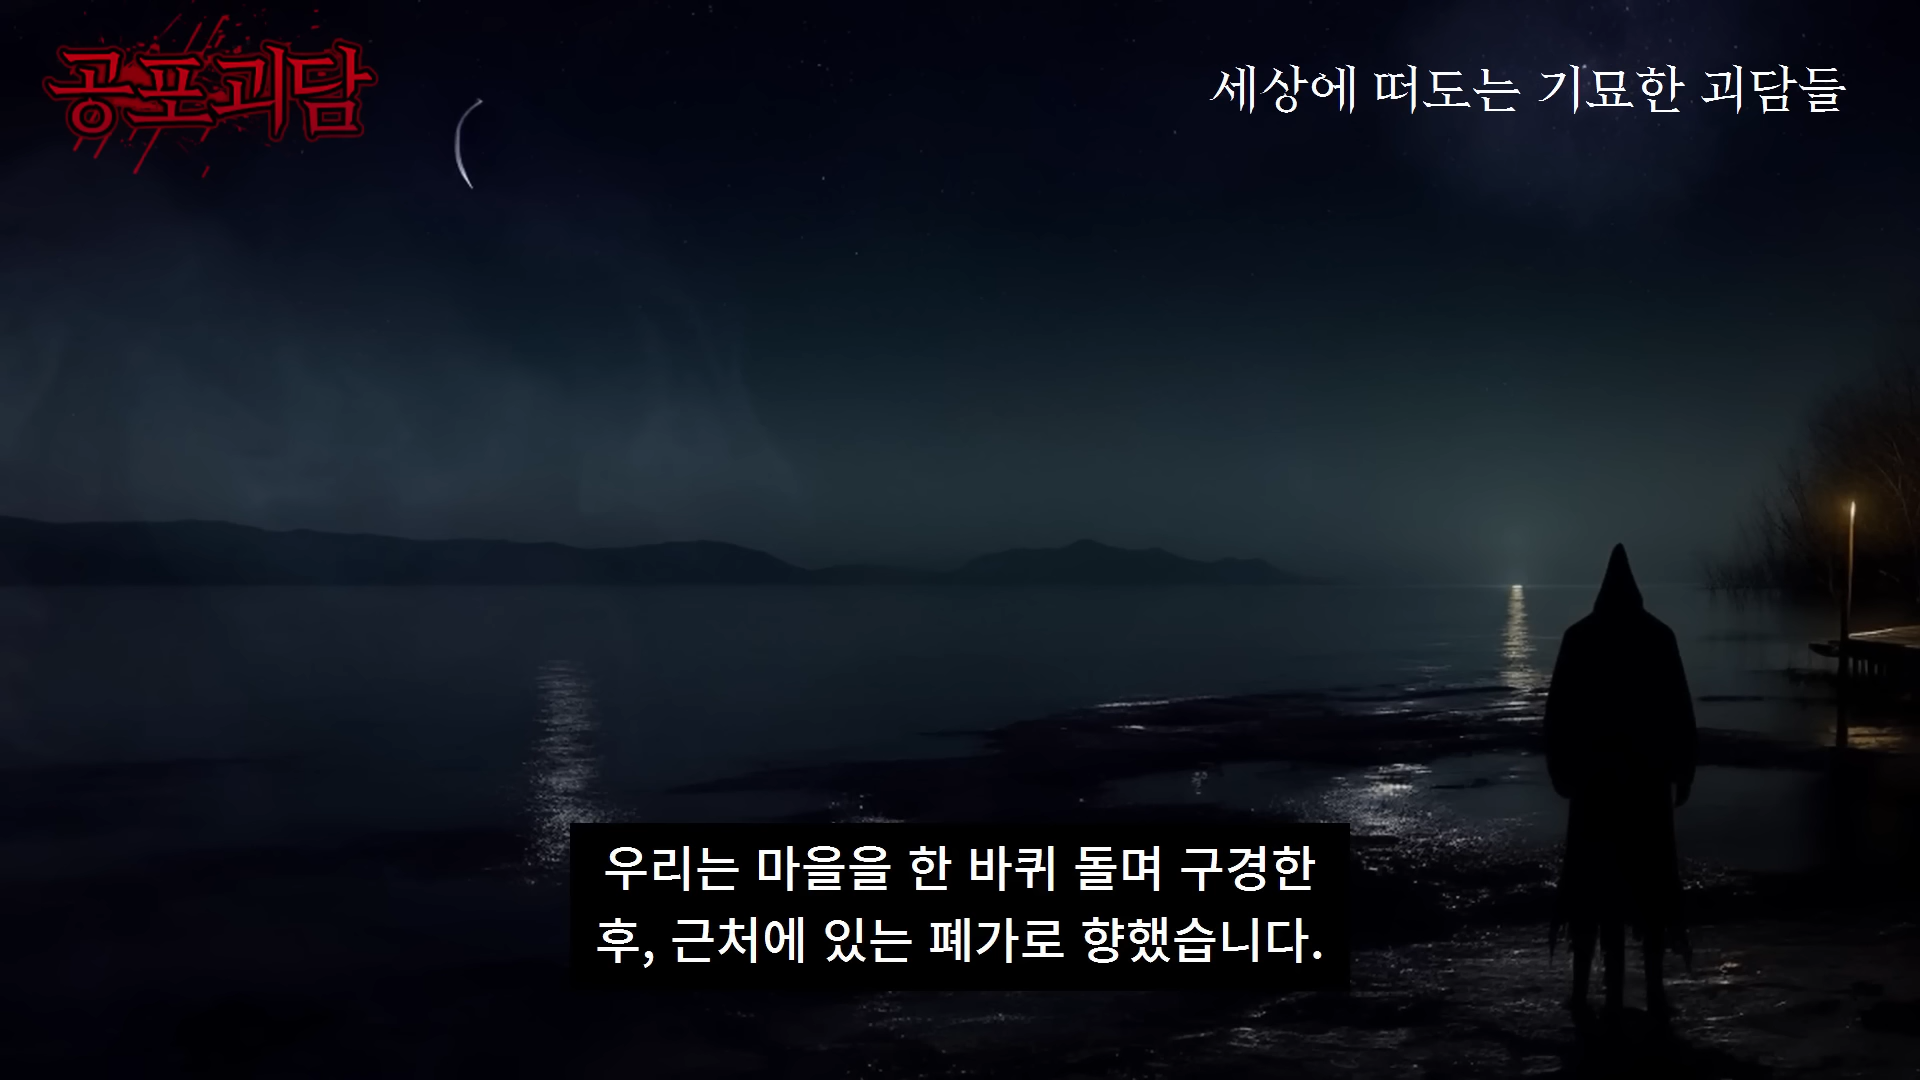 공포괴담
세상에 떠도는 기묘한 괴담들
우리는 마을을 한 바퀴 돌며 구경한
후, 근처에 있는 폐가로 향했습니다.